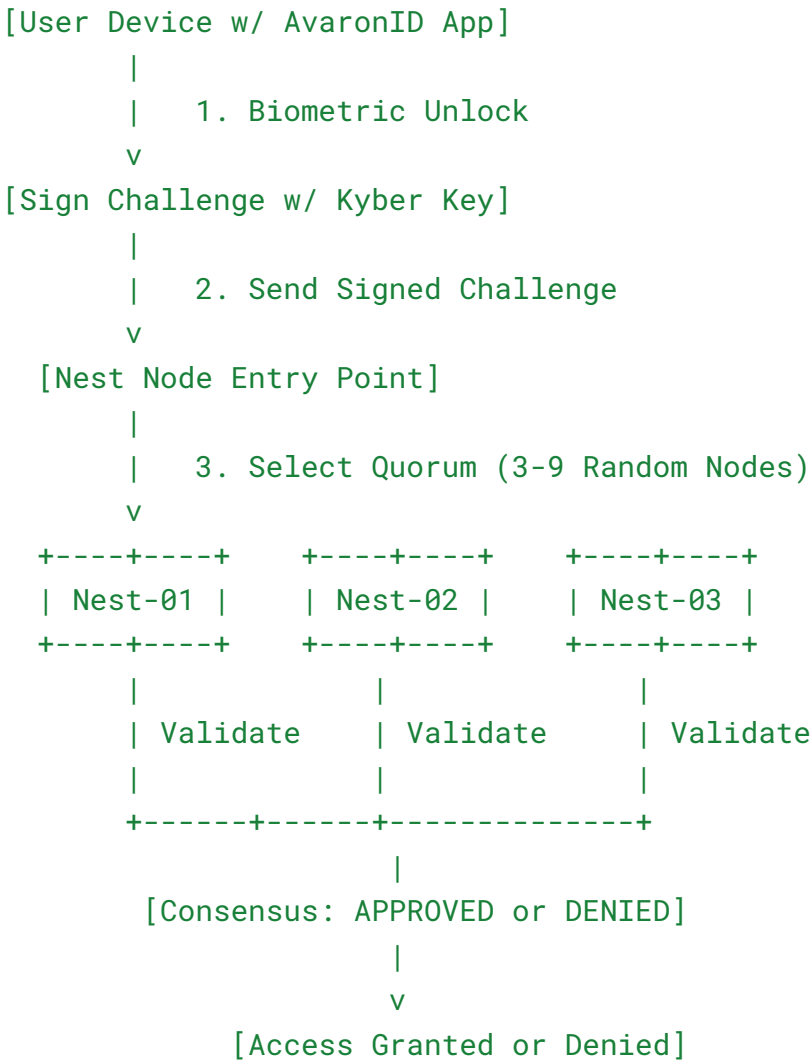 [User Device w/ AvaronID App]
|
| 1. Biometric Unlock
v
[Sign Challenge w/ Kyber Key]
|
| 2. Send Signed Challenge
v
[Nest Node Entry Point]
|
| 3. Select Quorum (3-9 Random Nodes)
v
+----+----+ +----+----+ +----+----+
| Nest-01 | | Nest-02 | | Nest-03 |
+----+----+ +----+----+ +----+----+
| | |
| Validate | Validate | Validate
| | |
+------+------+--------------+
|
[Consensus: APPROVED or DENIED]
|
v
[Access Granted or Denied]